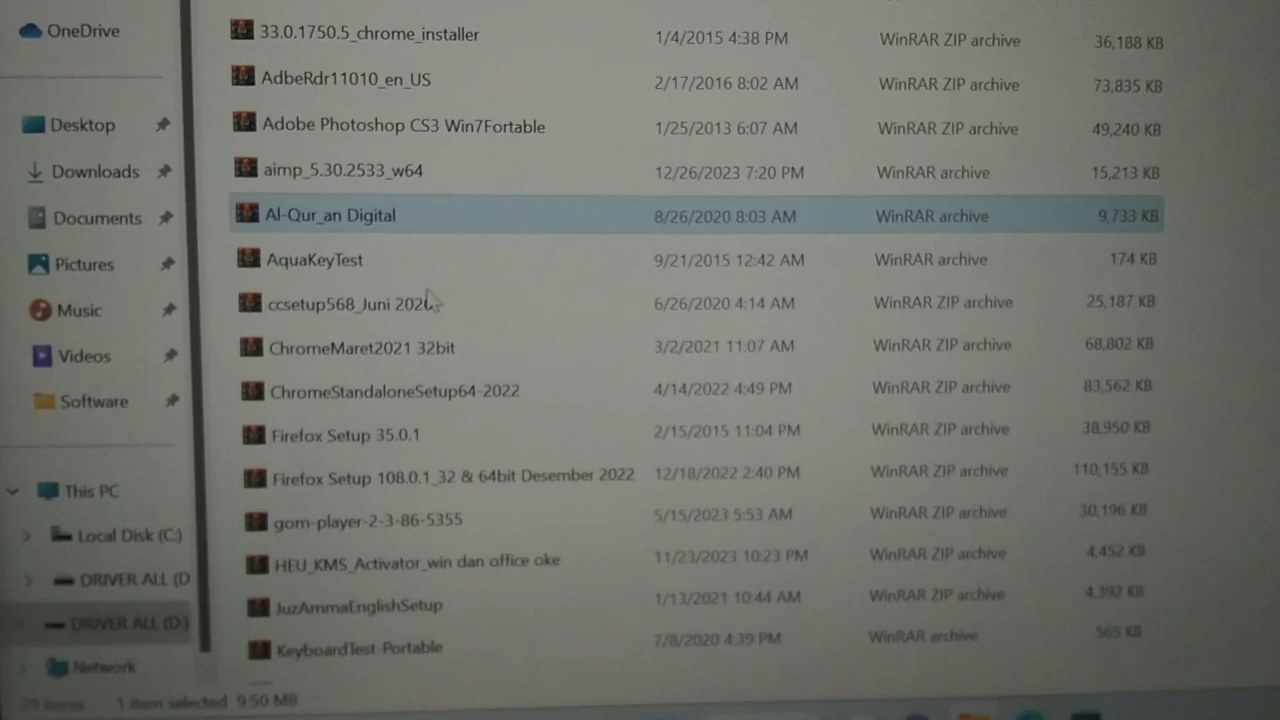 OneDrive
Desktop
Downloads
Documents
Pictures
Music
Videos
Software
This PC
Local Disk (C:)
DRIVER ALL (D
DRIVER ALL (D:)
Network
33.0.1750.5_chrome_installer 1/4/2015 4:38 PM WinRAR ZIP archive 36,188 KB
AdbeRdr11010_en_US 2/17/2016 8:02 AM WinRAR ZIP archive 73,835 KB
Adobe Photoshop CS3 Win7Fortable 1/25/2013 6:07 AM WinRAR ZIP archive 49,240 KB
aimp_5.30.2533_w64 12/26/2023 7:20 PM WinRAR archive 15,213 KB
Al-Qur_an Digital 8/26/2020 8:03 AM WinRAR archive 9,733 KB
AquaKeyTest 9/21/2015 12:42 AM WinRAR archive 174 KB
ccsetup568_Juni 2020 6/26/2020 4:14 AM WinRAR ZIP archive 25,187 KB
ChromeMaret2021 32bit 3/2/2021 11:07 AM WinRAR ZIP archive 68,802 KB
ChromeStandaloneSetup64-2022 4/14/2022 4:49 PM WinRAR ZIP archive 83,562 KB
Firefox Setup 35.0.1 2/15/2015 11:04 PM WinRAR ZIP archive 38,950 KB
Firefox Setup 108.0.1_32 & 64bit Desember 2022 12/18/2022 2:40 PM WinRAR ZIP archive 110,155 KB
gom-player-2-3-86-5355 5/15/2023 5:53 AM WinRAR ZIP archive 30,196 KB
HEU_KMS_Activator_win dan office oke 11/23/2023 10:23 PM WinRAR ZIP archive 4,452 KB
JuzAmmaEnglishSetup 1/13/2021 10:44 AM WinRAR ZIP archive 4,392 KB
KeyboardTest-Portable 7/8/2020 4:39 PM WinRAR archive 565 KB
29 items 1 item selected 9.50 MB